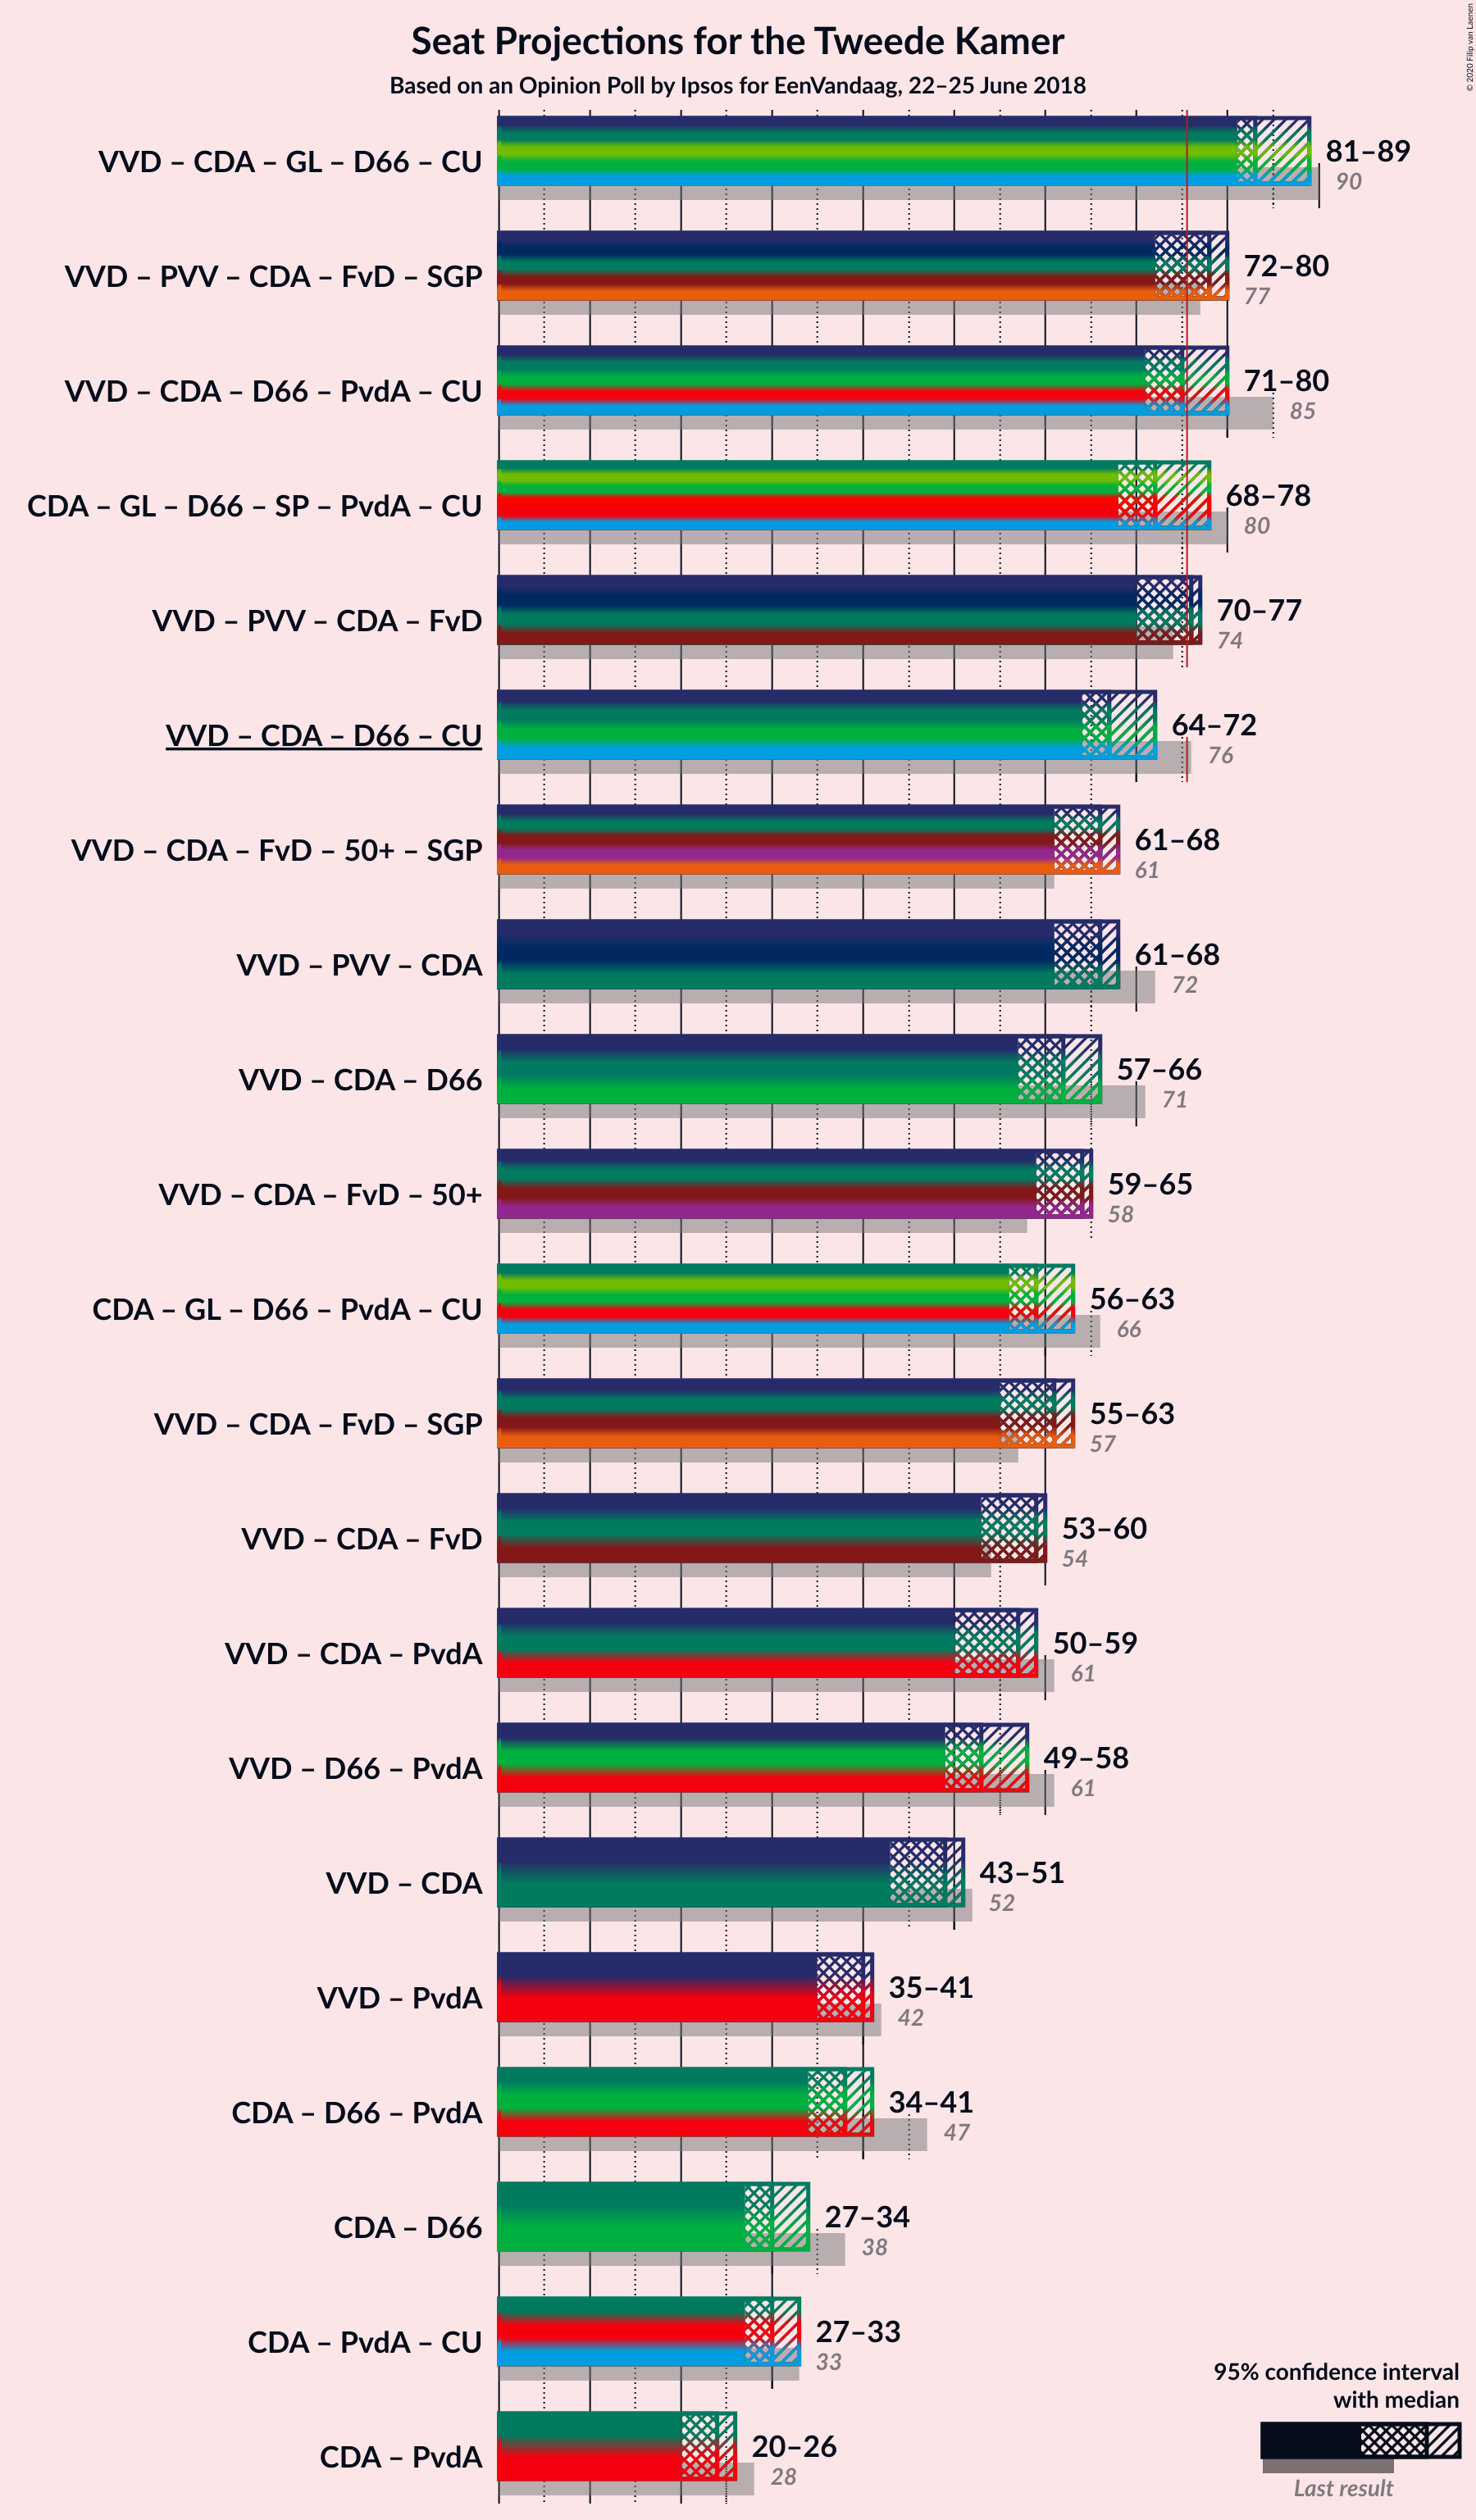 Seat Projections for the Tweede Kamer
Based on an Opinion Poll by Ipsos for EenVandaag, 22–25 June 2018
© 2020 Filip van Laenen
VVD – CDA – GL – D66 – CU
81–89
90
VVD – PVV – CDA – FvD – SGP
72–80
77
VVD – CDA – D66 – PvdA – CU
71–80
85
CDA – GL – D66 – SP – PvdA – CU
68–78
80
VVD – PVV – CDA – FvD
70–77
74
VVD – CDA – D66 – CU
64–72
76
VVD – CDA – FvD – 50+ – SGP
61–68
61
VVD – PVV – CDA
61–68
72
VVD – CDA – D66
57–66
71
VVD – CDA – FvD – 50+
59–65
58
CDA – GL – D66 – PvdA – CU
56–63
66
VVD – CDA – FvD – SGP
55–63
57
VVD – CDA – FvD
53–60
54
VVD – CDA – PvdA
50–59
61
VVD – D66 – PvdA
49–58
61
VVD – CDA
43–51
52
VVD – PvdA
35–41
42
CDA – D66 – PvdA
34–41
47
CDA – D66
27–34
38
CDA – PvdA – CU
27–33
33
CDA – PvdA
20–26
28
95% confidence interval
with median
Last result